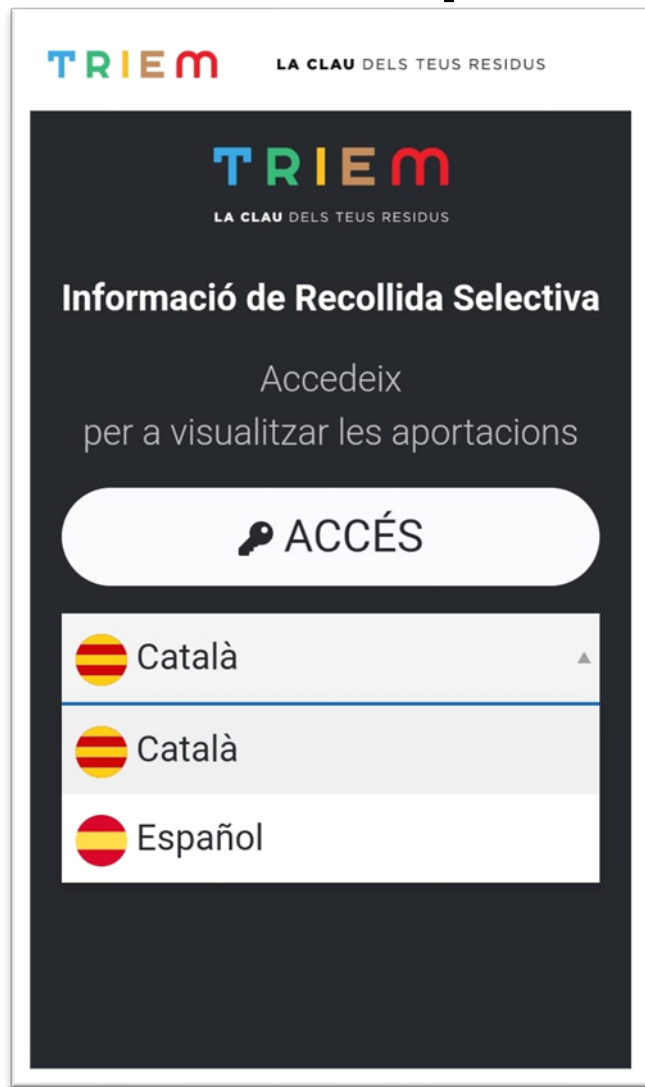 TRIEM LA CLAU DELS TEUS RESIDUS
TRIEM
LA CLAU DELS TEUS RESIDUS
Informació de Recollida Selectiva
Accedeix
per a visualitzar les aportacions
ACCÉS
Català
Català
Español